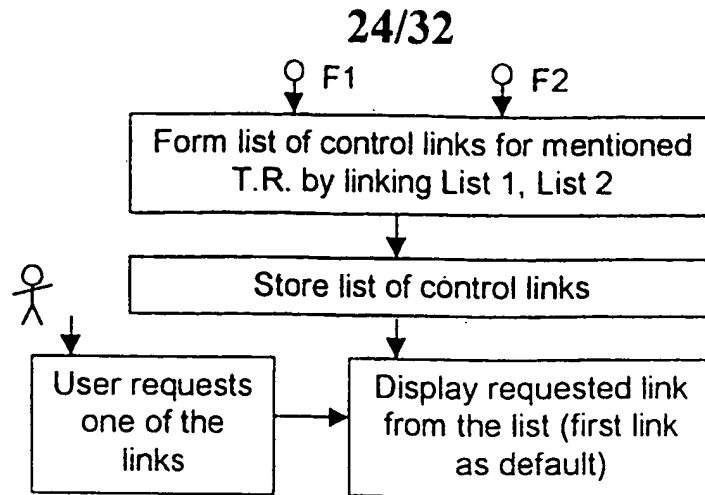 24/32
F1
F2
Form list of control links for mentioned
T.R. by linking List 1, List 2
Store list of control links
User requests
one of the
links
Display requested link
from the list (first link
as default)